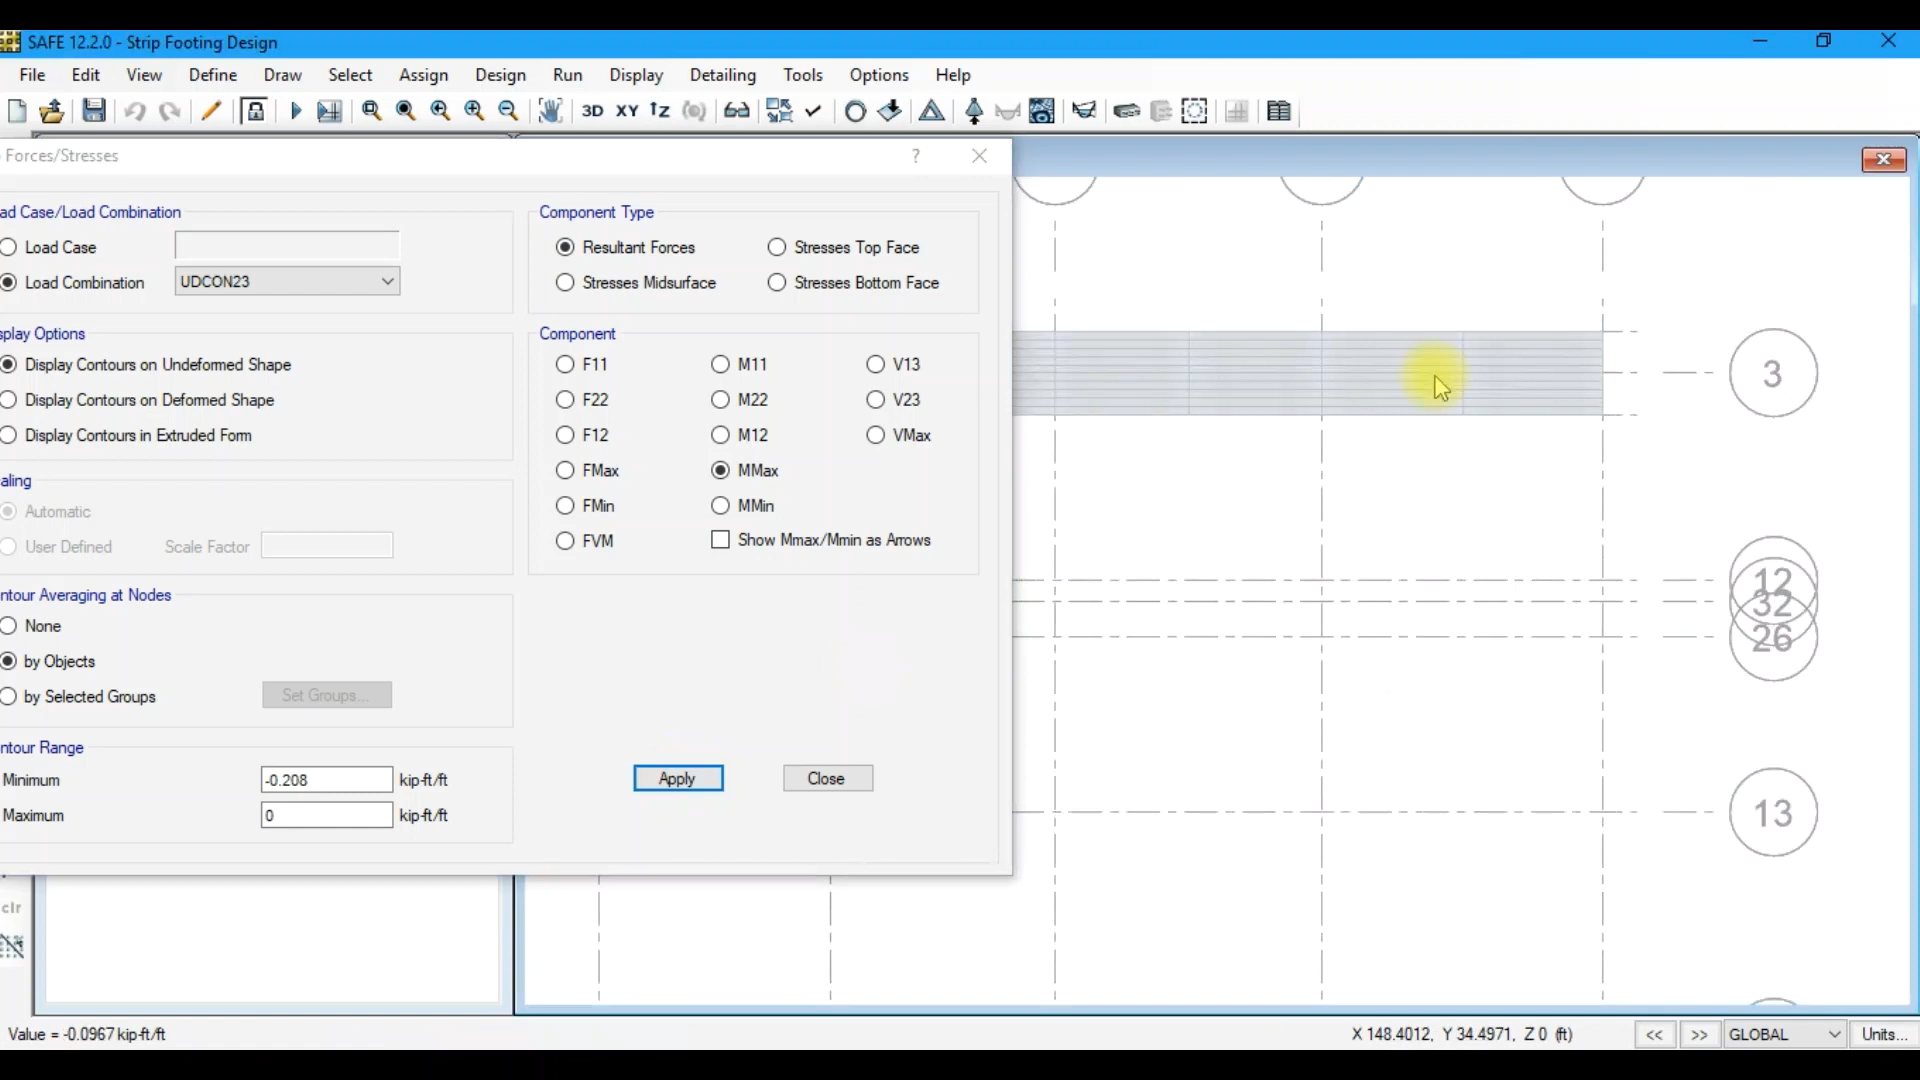 SAFE 12.2.0 - Strip Footing Design
File Edit View Define Draw Select Assign Design Run Display Detailing Tools Options Help
3D XY
Forces/Stresses ?
ad Case/Load Combination
Load Case
Load Combination UDCON23
splay Options
Display Contours on Undeformed Shape
Display Contours on Deformed Shape
Display Contours in Extruded Form
aling
Automatic
User Defined Scale Factor
ntour Averaging at Nodes
None
by Objects
by Selected Groups Set Groups...
ntour Range
Minimum -0.208 kip-ft/ft
Maximum 0 kip-ft/ft
Component Type
Resultant Forces Stresses Top Face
Stresses Midsurface Stresses Bottom Face
Component
F11 M11 V13
F22 M22 V23
F12 M12 VMax
FMax MMax
FMin MMin
FVM Show Mmax/Mmin as Arrows
Apply Close
3
12
32
26
13
clr
Value = -0.0967 kip-ft/ft X 148.4012, Y 34.4971, Z 0 (ft) << >> GLOBAL Units...